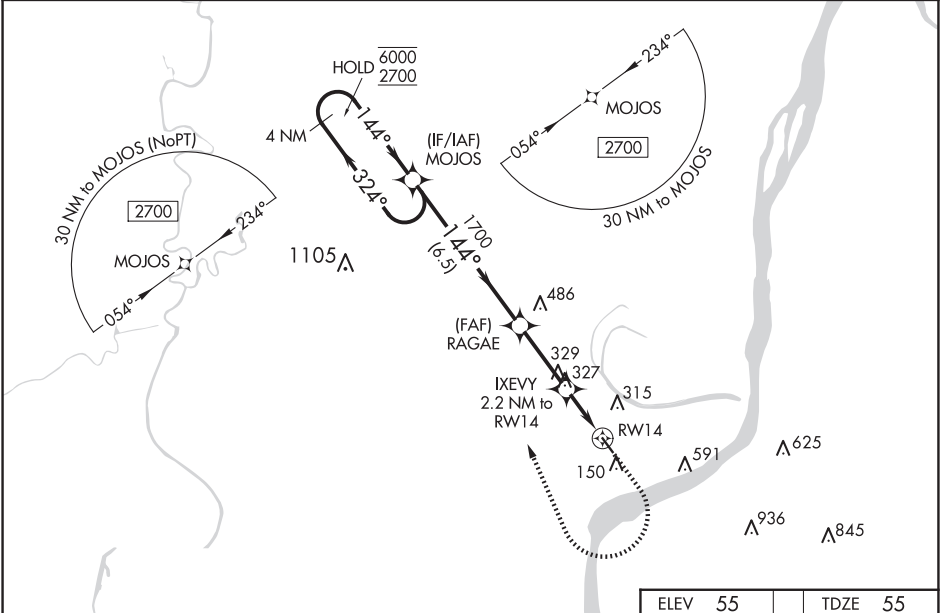 HOLD 6000
2700
4 NM
144°
324°
(IF/IAF)
MOJOS
30 NM to MOJOS (NoPT)
2700
234°
MOJOS
054°
234°
MOJOS
2700
054°
30 NM to MOJOS
1105
1700
144°
(6.5)
486
(FAF)
RAGAE
329
327
IXEVY
2.2 NM to
RW14
315
RW14
150
591
625
936
845
ELEV 55 TDZE 55